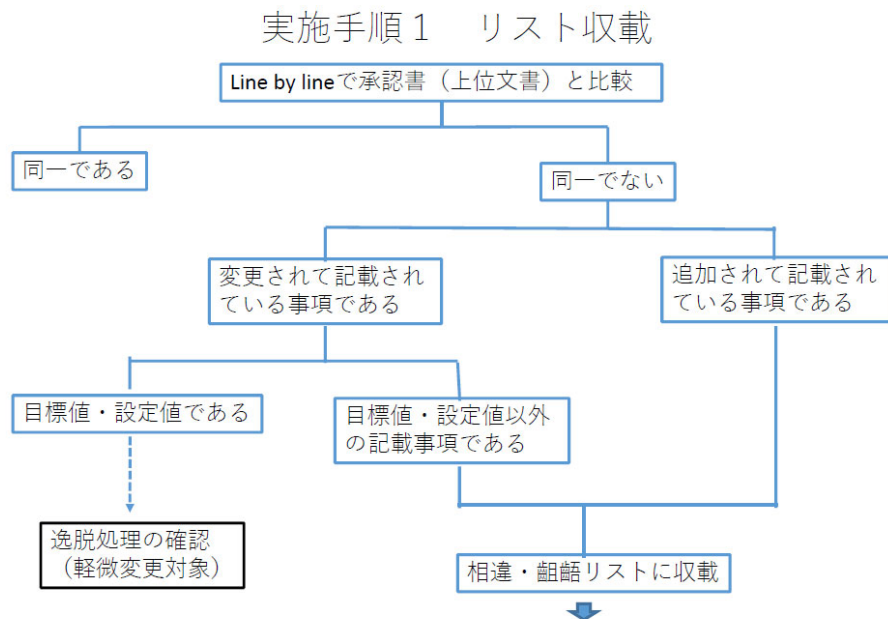 実施手順１　リスト収載
Line by lineで承認書（上位文書）と比較
同一である
同一でない
変更されて記載され
ている事項である
追加されて記載され
ている事項である
目標値・設定値である
目標値・設定値以外
の記載事項である
逸脱処理の確認
（軽微変更対象）
相違・齟齬リストに収載